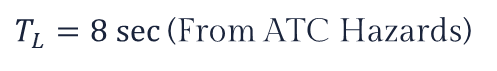 T_L = 8 sec (From ATC Hazards)